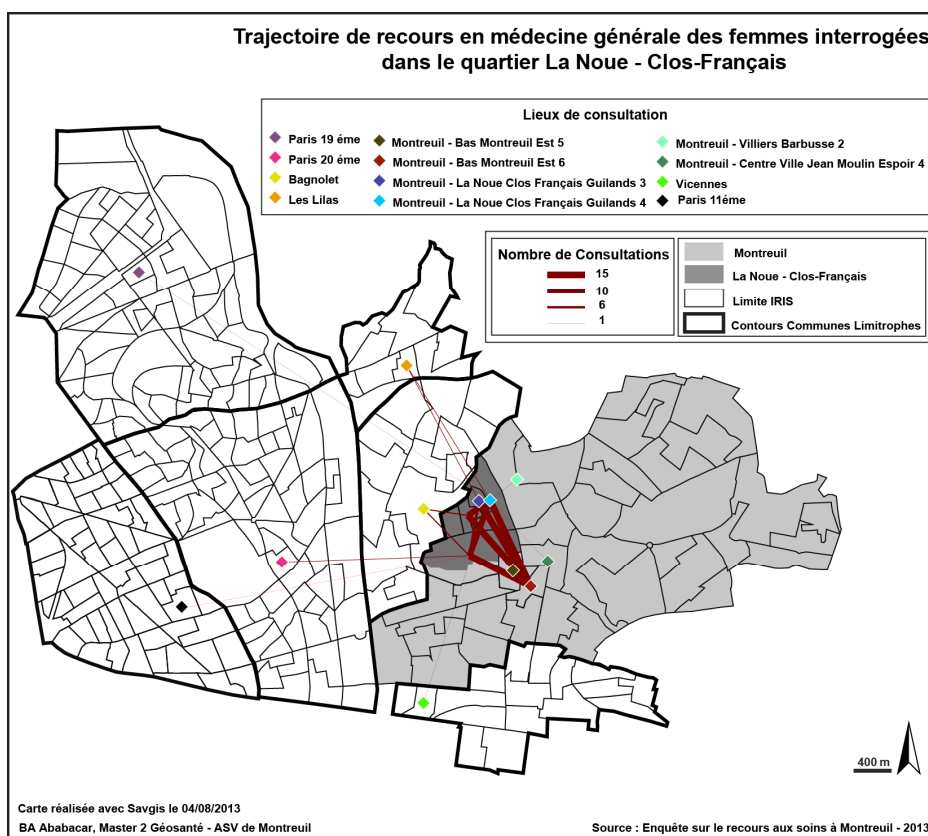 Trajectoire de recours en médecine générale des femmes interrogées
dans le quartier La Noue - Clos-Français
Lieux de consultation
Paris 19 éme
Paris 20 éme
Bagnolet
Les Lilas
Montreuil - Bas Montreuil Est 5
Montreuil - Bas Montreuil Est 6
Montreuil - La Noue Clos Français Guilands 3
Montreuil - La Noue Clos Français Guilands 4
Montreuil - Villiers Barbusse 2
Montreuil - Centre Ville Jean Moulin Espoir 4
Vicennes
Paris 11éme
Nombre de Consultations
15
10
6
1
Montreuil
La Noue - Clos-Français
Limite IRIS
Contours Communes Limitrophes
400 m
Carte réalisée avec Savgis le 04/08/2013
BA Ababacar, Master 2 Géosanté - ASV de Montreuil
Source : Enquête sur le recours aux soins à Montreuil - 2013